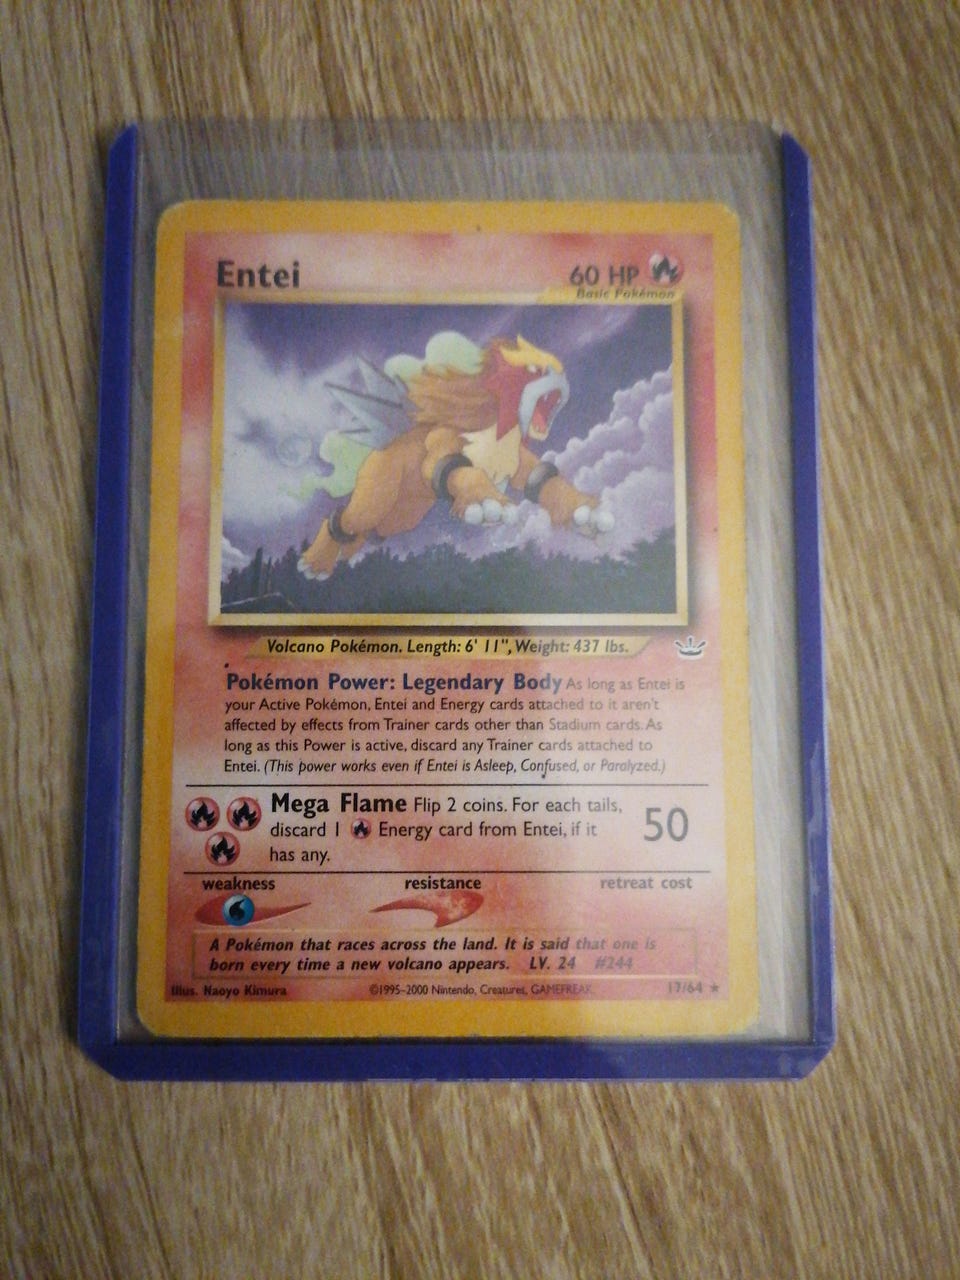 Entei 60 HP
Basic Pokémon
Volcano Pokémon. Length: 6' 11", Weight: 437 lbs.
Pokémon Power: Legendary Body As long as Entei is
your Active Pokémon, Entei and Energy cards attached to it aren't
affected by effects from Trainer cards other than Stadium cards. As
long as this Power is active, discard any Trainer cards attached to
Entei. (This power works even if Entei is Asleep, Confused, or Paralyzed.)
Mega Flame Flip 2 coins. For each tails,
discard 1 Energy card from Entei, if it
has any.
50
weakness resistance retreat cost
A Pokémon that races across the land. It is said that one is
born every time a new volcano appears. LV. 24 #244
Illus. Naoyo Kimura ©1995-2000 Nintendo, Creatures, GAMEFREAK. 17/64 ★